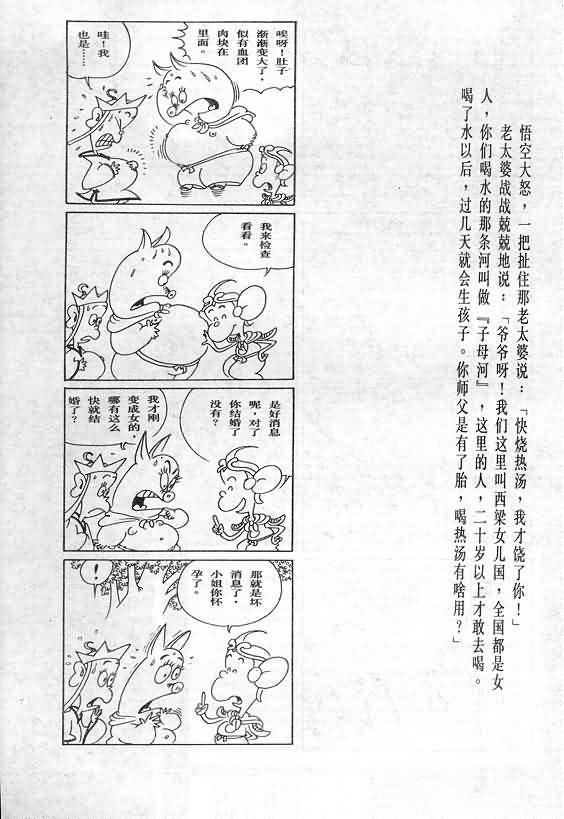 悟空大怒，一把扯住那老太婆说：「快烧热汤，我才饶了你！」
老太婆战战兢兢地说：「爷爷呀！我们这里叫西梁女儿国，全国都是女
人，你们喝水的那条河叫做『子母河』，这里的人，二十岁以上才敢去喝。
喝了水以后，过几天就会生孩子。你师父是有了胎，喝热汤有啥用？」
唉呀！肚子
渐渐变大了，
似有血团
肉块在
里面。
哇！我
也是……
我来检查
看看。
是好消息
呢，对了
你结婚了
没有？
我才刚
变成女的，
哪有这么
快就结
婚了？
那就是坏
消息了，
小姐你怀
孕了。
！